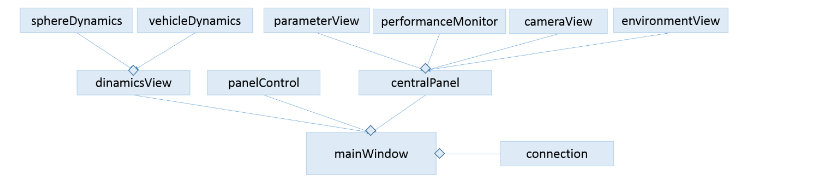 sphereDynamics
vehicleDynamics
parameterView
performanceMonitor
cameraView
environmentView
dinamicsView
panelControl
centralPanel
mainWindow
connection